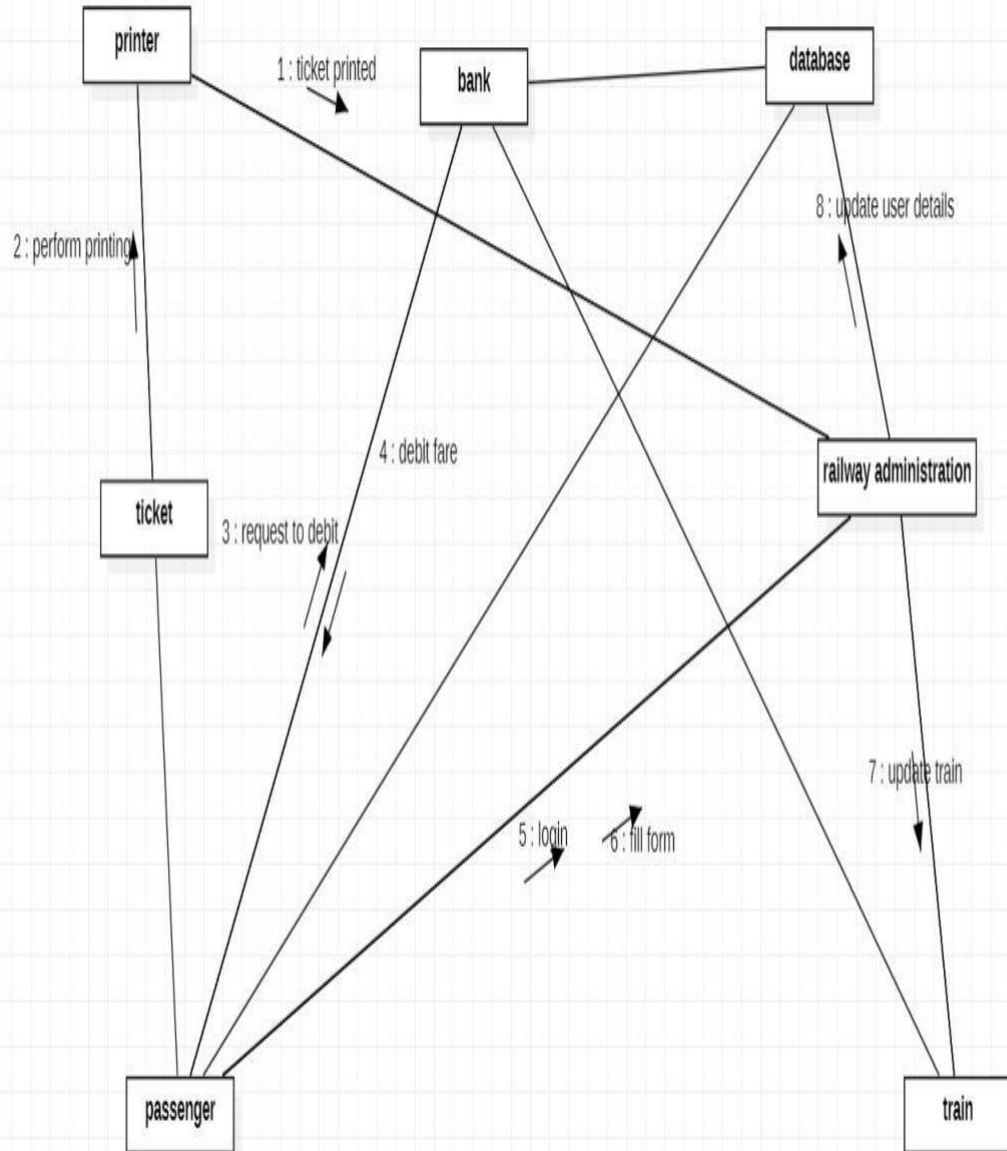 printer
1 : ticket printed
bank
database
8 : update user details
2 : perform printing
4 : debit fare
railway administration
ticket
3 : request to debit
7 : update train
5 : login
6 : fill form
passenger
train